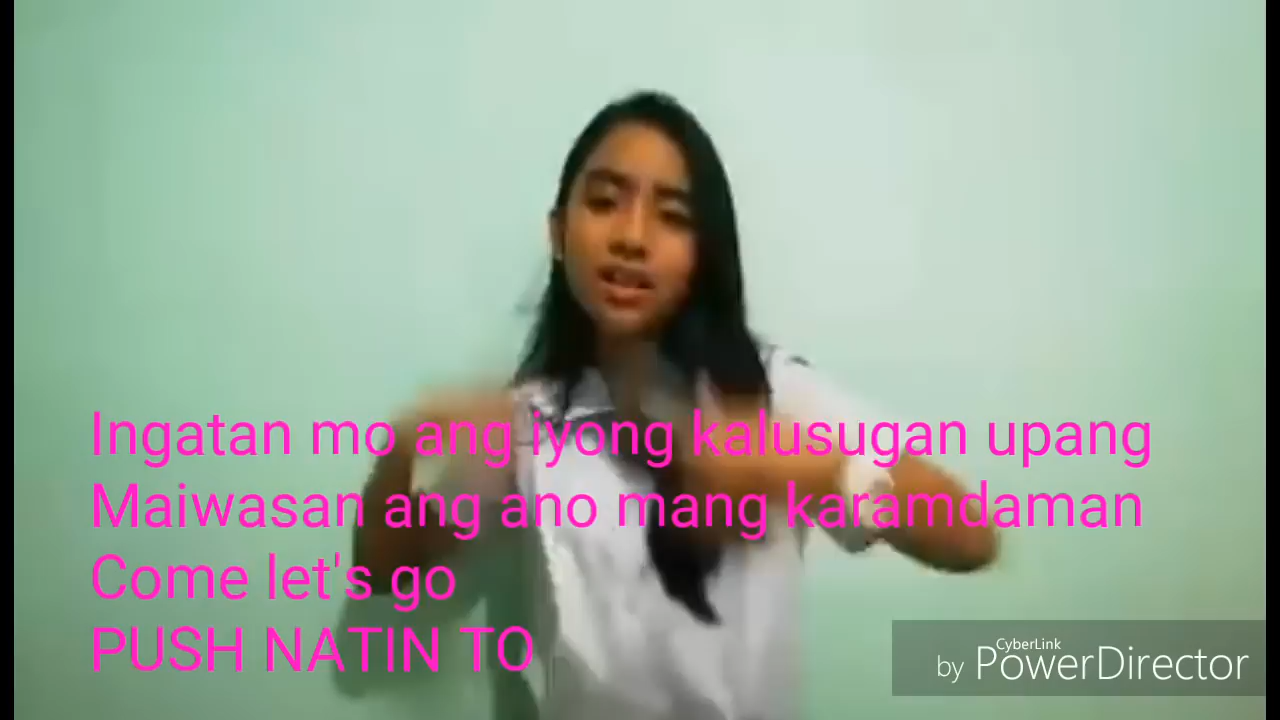 Ingatan mo ang iyong kalusugan upang
Maiwasan ang ano mang karamdaman
Come let's go
PUSH NATIN TO
CyberLink
by PowerDirector